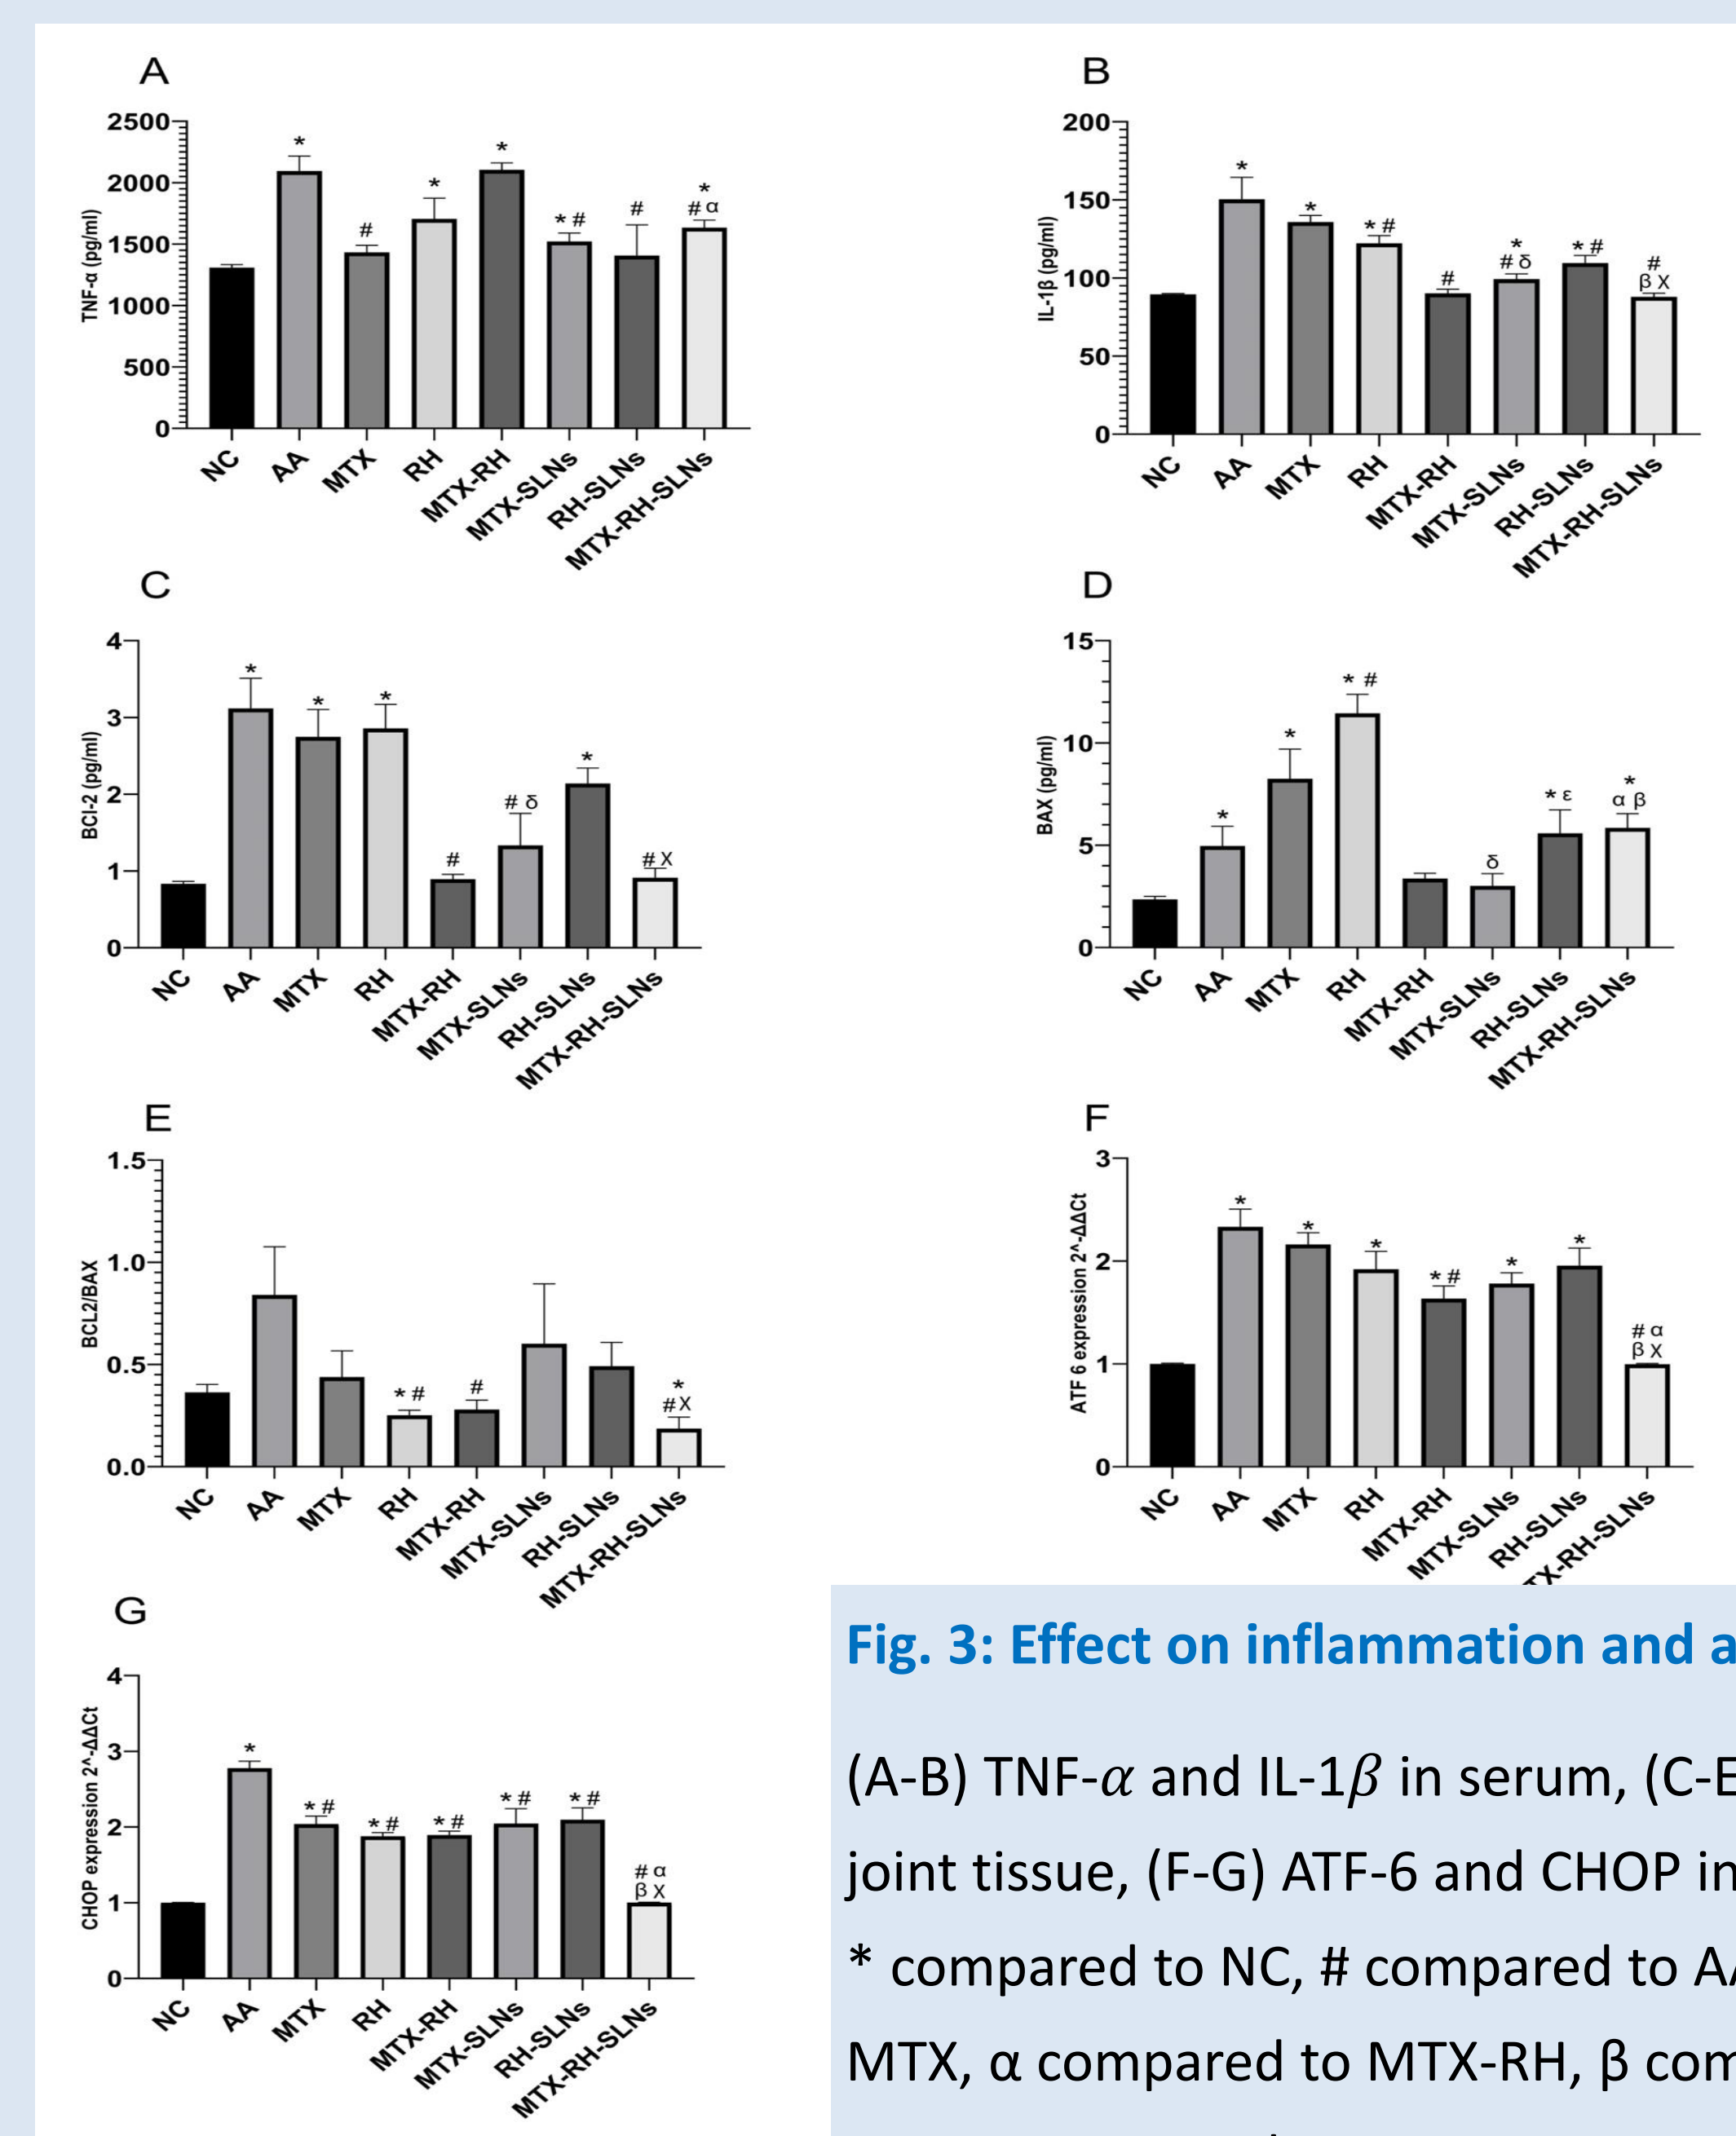 A
TNF-α (pg/ml)
2500
2000
1500
1000
500
0
*
#
*
*
* #
#
*
# α
NC
AA
MTX
RH
MTX-RH
MTX-SLNs
RH-SLNs
MTX-RH-SLNs
B
IL-1β (pg/ml)
200
150
100
50
0
*
*
* #
#
*
# δ
* #
#
β X
NC
AA
MTX
RH
MTX-RH
MTX-SLNs
RH-SLNs
MTX-RH-SLNs
C
BCl-2 (pg/ml)
4
3
2
1
0
*
*
*
#
# δ
*
# X
NC
AA
MTX
RH
MTX-RH
MTX-SLNs
RH-SLNs
MTX-RH-SLNs
D
BAX (pg/ml)
15
10
5
0
*
*
* #
δ
* ε
*
α β
NC
AA
MTX
RH
MTX-RH
MTX-SLNs
RH-SLNs
MTX-RH-SLNs
E
BCL2/BAX
1.5
1.0
0.5
0.0
* #
#
*
#X
NC
AA
MTX
RH
MTX-RH
MTX-SLNs
RH-SLNs
MTX-RH-SLNs
F
ATF 6 expression 2^-ΔΔCt
3
2
1
0
*
*
*
* #
*
*
# α
β X
NC
AA
MTX
RH
MTX-RH
MTX-SLNs
RH-SLNs
TX-RH-SLNs
G
CHOP expression 2^-ΔΔCt
4
3
2
1
0
*
* #
* #
* #
* #
* #
# α
β X
NC
AA
MTX
RH
MTX-RH
MTX-SLNs
RH-SLNs
MTX-RH-SLNs
Fig. 3: Effect on inflammation and a
(A-B) TNF-α and IL-1β in serum, (C-E
joint tissue, (F-G) ATF-6 and CHOP in
* compared to NC, # compared to AA
MTX, α compared to MTX-RH, β com